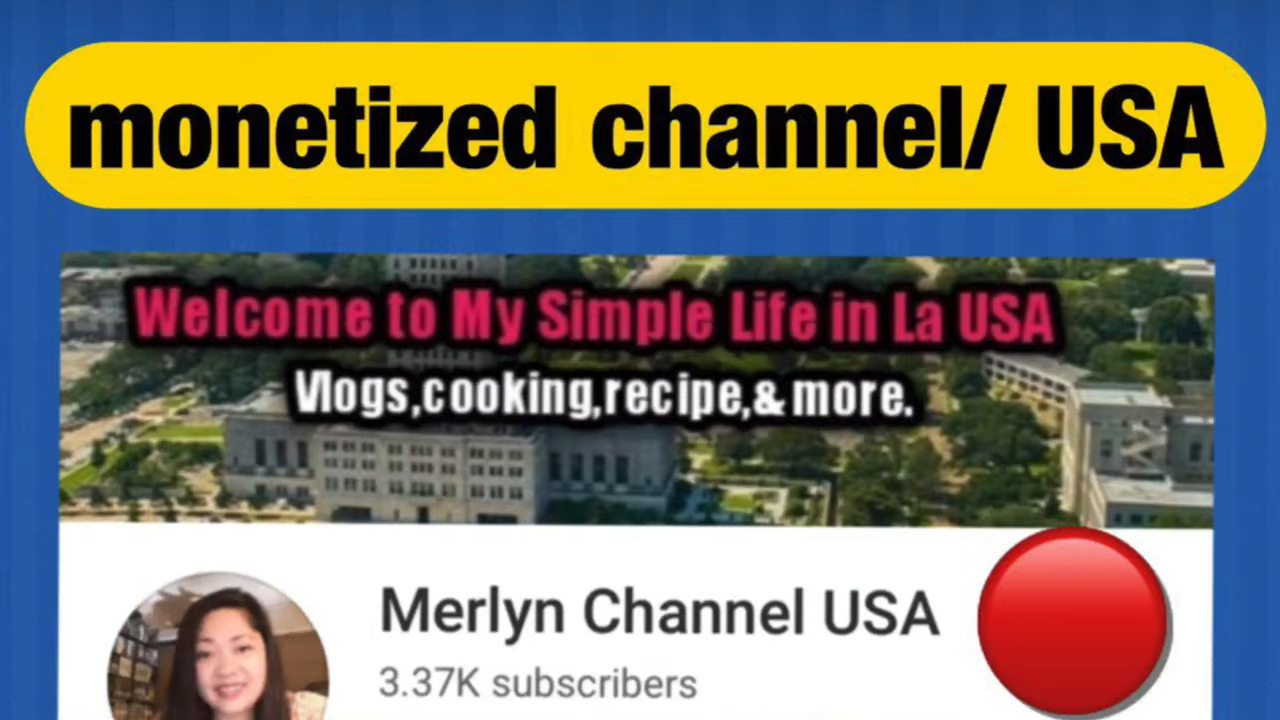 monetized channel/ USA
Welcome to My Simple Life in La USA
Vlogs,cooking,recipe,& more.
Merlyn Channel USA
3.37K subscribers